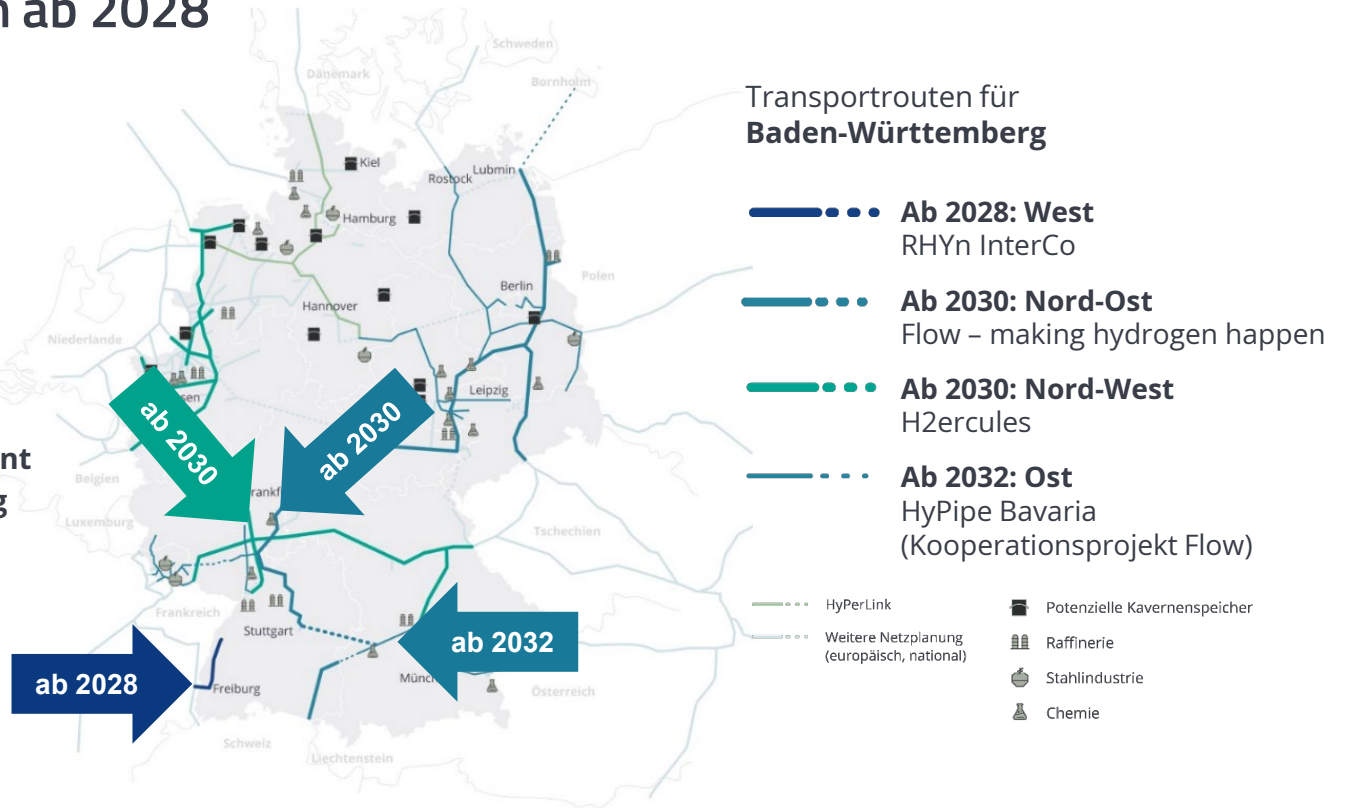 ab 2028
Schweden
Dänemark
Bornholm
Kiel
Rostock
Lubmin
Hamburg
Polen
Berlin
Hannover
Niederlande
Leipzig
ab 2030
ab 2030
Belgien
Luxemburg
Tschechien
Frankreich
Stuttgart
ab 2032
ab 2028
Freiburg
Österreich
Schweiz
Liechtenstein
Transportrouten für
Baden-Württemberg
Ab 2028: West
RHYn InterCo
Ab 2030: Nord-Ost
Flow – making hydrogen happen
Ab 2030: Nord-West
H2ercules
Ab 2032: Ost
HyPipe Bavaria
(Kooperationsprojekt Flow)
HyPerLink
Weitere Netzplanung
(europäisch, national)
Potenzielle Kavernenspeicher
Raffinerie
Stahlindustrie
Chemie